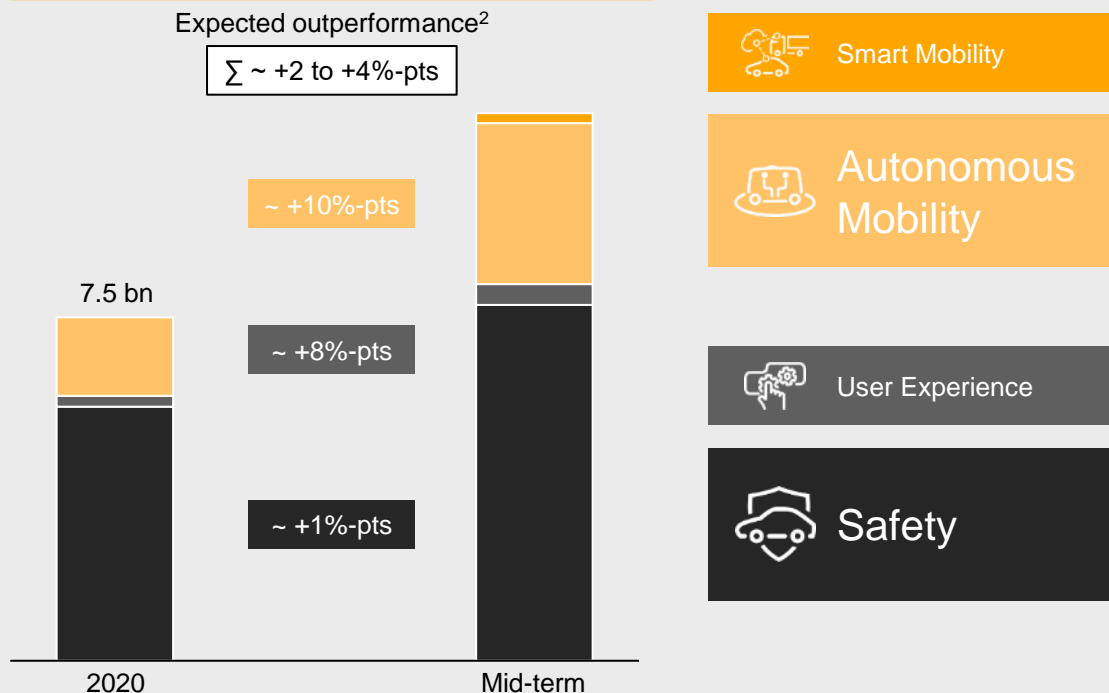 Expected outperformance²
∑ ~ +2 to +4%-pts
~ +10%-pts
7.5 bn
~ +8%-pts
~ +1%-pts
2020
Mid-term
Smart Mobility
Autonomous
Mobility
User Experience
Safety